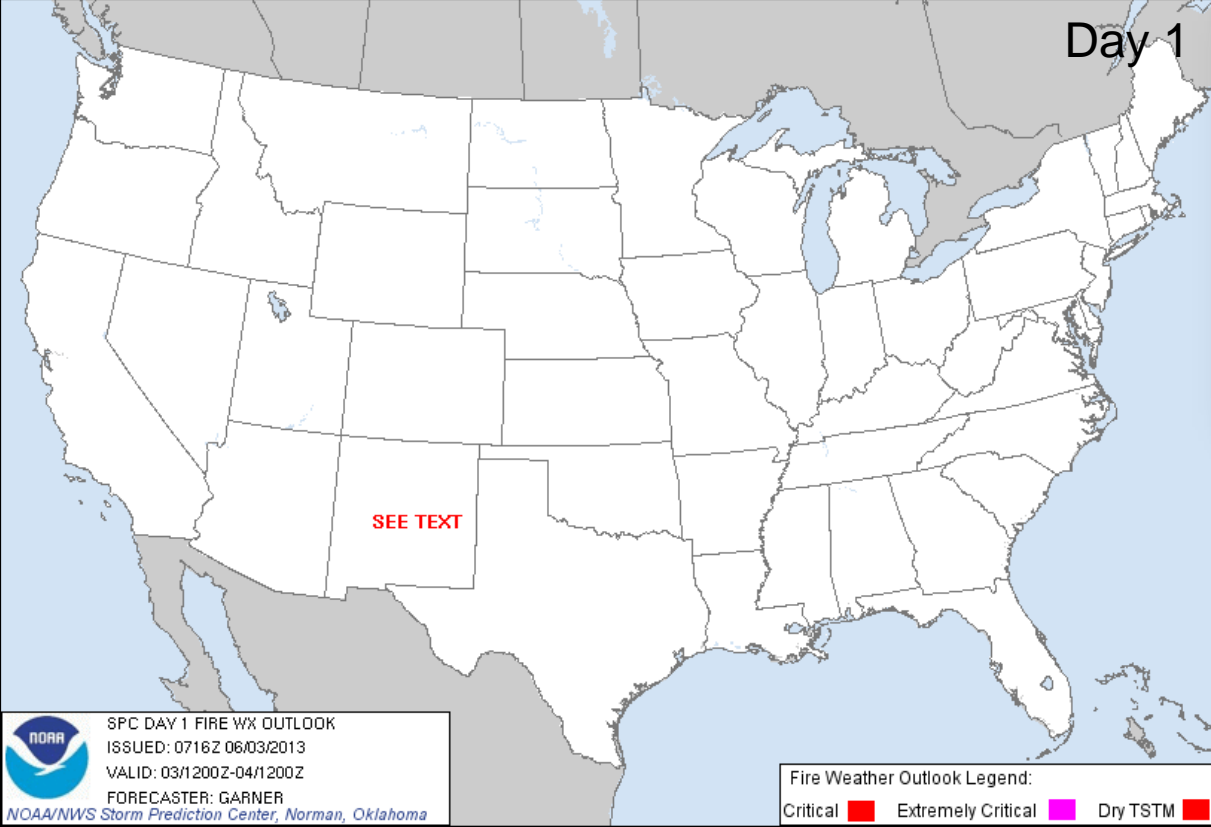 Day 1
SEE TEXT
NOAA
SPC DAY 1 FIRE WX OUTLOOK
ISSUED: 0716Z 06/03/2013
VALID: 03/1200Z-04/1200Z
FORECASTER: GARNER
NOAA/NWS Storm Prediction Center, Norman, Oklahoma
Fire Weather Outlook Legend:
Critical Extremely Critical Dry TSTM